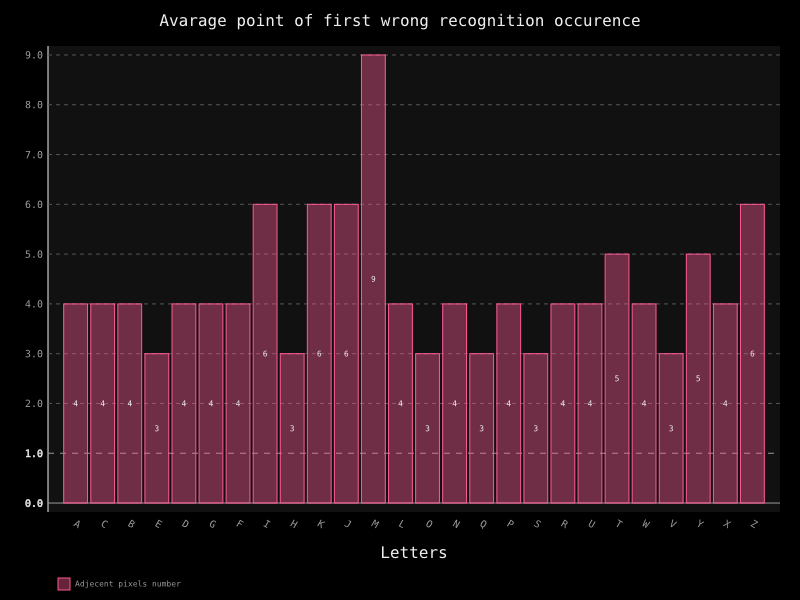 Avarage point of first wrong recognition occurence
9.0
8.0
7.0
6.0
5.0
4.0
3.0
2.0
1.0
0.0
4 4 4 3 4 4 4 6 3 6 6 9 4 3 4 3 4 3 4 4 5 4 3 5 4 6
A C B E D G F I H K J M L O N Q P S R U T W V Y X Z
Letters
Adjecent pixels number